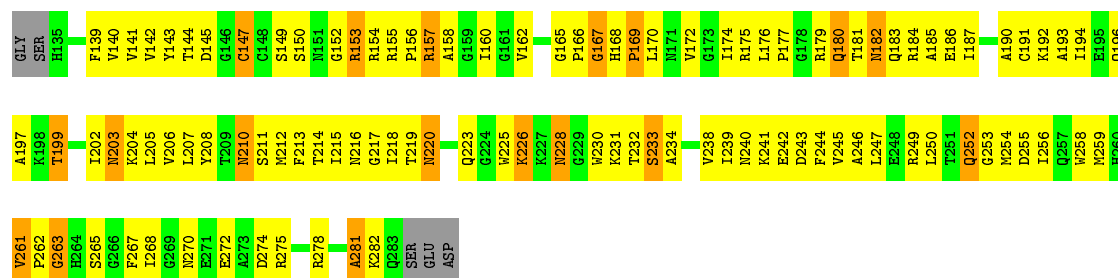 GLY SER H135 F139 V140 V141 V142 Y143 T144 D145 G146 C147 C148 S149 S150 N151 G152 R153 R154 R155 P156 R157 A158 G159 I160 G161 V162 G165 P166 G167 H168 P169 L170 N171 V172 G173 I174 R175 L176 P177 G178 R179 Q180 T181 N182 Q183 R184 A185 E186 I187 A190 C191 K192 A193 I194 E195 Q196
A197 K198 T199 I202 N203 K204 L205 V206 L207 Y208 T209 N210 S211 M212 F213 T214 I215 N216 G217 I218 T219 N220 Q223 G224 W225 K226 K227 N228 G229 W230 K231 T232 S233 A234 V238 I239 N240 K241 E242 D243 F244 V245 A246 L247 E248 R249 L250 T251 Q252 G253 M254 D255 I256 Q257 W258 M259 H260
V261 P262 G263 H264 S265 G266 F267 I268 G269 N270 E271 E272 A273 D274 R275 R278 A281 K282 Q283 SER GLU ASP